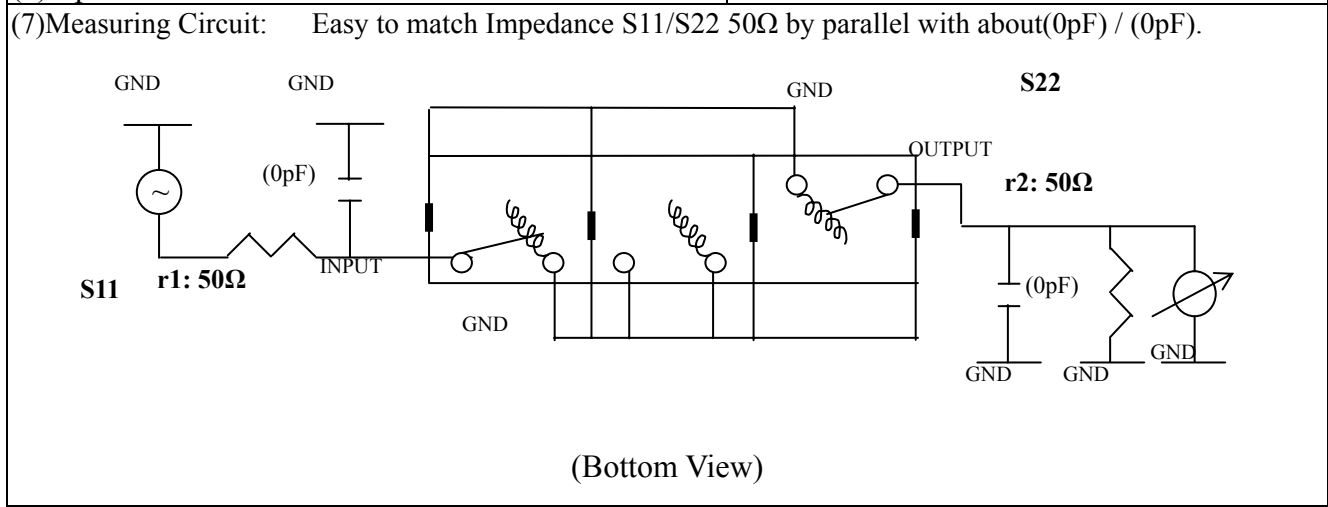 (7)Measuring Circuit: Easy to match Impedance S11/S22 50Ω by parallel with about(0pF) / (0pF).
GND
GND
GND
S22
OUTPUT
(0pF)
r2: 50Ω
~
INPUT
S11
r1: 50Ω
(0pF)
GND
GND
GND
GND
(Bottom View)